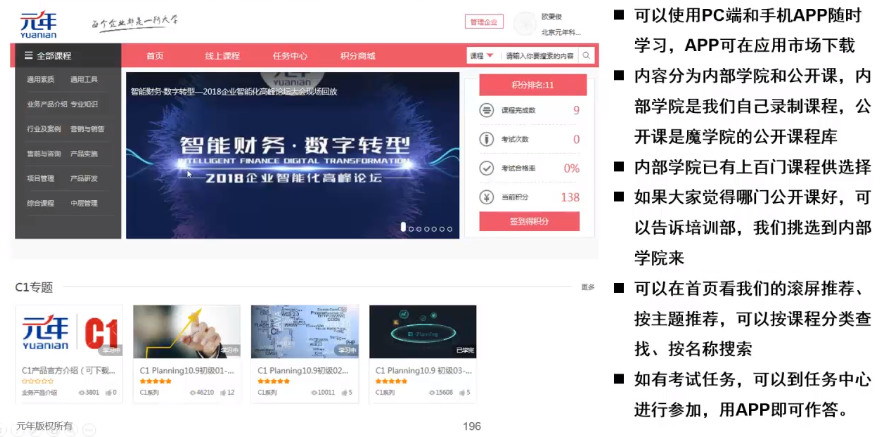 元年
Yuanian
每个企业都是一所大学
管理企业
欧果俊
北京元年科...
全部课程
首页
线上课程
任务中心
积分商城
课程
请输入你要搜索的内容
通用素质 通用工具
业务产品介绍 专业知识
行业及案例 营销与销售
售前与咨询 产品实施
项目管理 产品研发
综合课程 中层管理
元年
智能财务·数字转型---2018企业智能化高峰论坛大会现场回放
智能财务·数字转型
INTELLIGENT FINANCE DIGITAL TRANSFORMATION
2018企业智能化高峰论坛
积分排名:11
课程完成数 9
考试次数 0
考试合格率 0%
当前积分 138
签到得积分
C1专题
更多
元年
Yuanian
C1
学习中
C1产品官方介绍（可下载...
业务产品介绍 3801 0
学习中
C1 Planning10.9初级01-...
C1系列 46210 12
学习中
C1 Planning10.9初级02...
C1系列 10011 5
已学完
C1 Planning10.9 初级03-...
C1系列 15608 5
元年版权所有
196
■ 可以使用PC端和手机APP随时
学习，APP可在应用市场下载
■ 内容分为内部学院和公开课，内
部学院是我们自己录制课程，公
开课是魔学院的公开课程库
■ 内部学院已有上百门课程供选择
■ 如果大家觉得哪门公开课好，可
以告诉培训部，我们挑选到内部
学院来
■ 可以在首页看我们的滚屏推荐、
按主题推荐，可以按课程分类查
找、按名称搜索
■ 如有考试任务，可以到任务中心
进行参加，用APP即可作答。